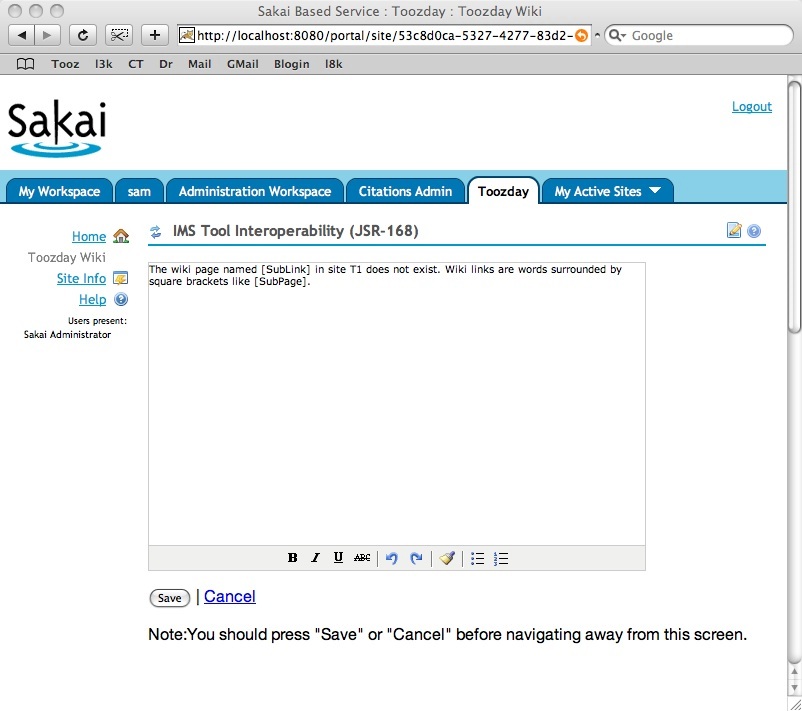 Sakai Based Service : Toozday : Toozday Wiki
http://localhost:8080/portal/site/53c8d0ca-5327-4277-83d2-
Google
Tooz l3k CT Dr Mail GMail Blogin l8k
Sakai
Logout
My Workspace sam Administration Workspace Citations Admin Toozday My Active Sites
Home
Toozday Wiki
Site Info
Help
Users present:
Sakai Administrator
IMS Tool Interoperability (JSR-168)
The wiki page named [SubLink] in site T1 does not exist. Wiki links are words surrounded by
square brackets like [SubPage].
B I U ABC
Save | Cancel
Note:You should press "Save" or "Cancel" before navigating away from this screen.